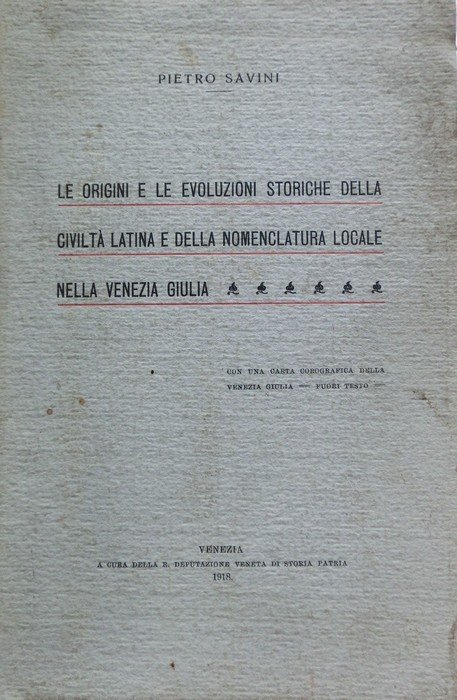 PIETRO SAVINI
LE ORIGINI E LE EVOLUZIONI STORICHE DELLA
CIVILTÀ LATINA E DELLA NOMENCLATURA LOCALE
NELLA VENEZIA GIULIA
CON UNA CARTA COROGRAFICA DELLA
VENEZIA GIULIA — FUORI TESTO —
VENEZIA
A CURA DELLA R. DEPUTAZIONE VENETA DI STORIA PATRIA
1918.